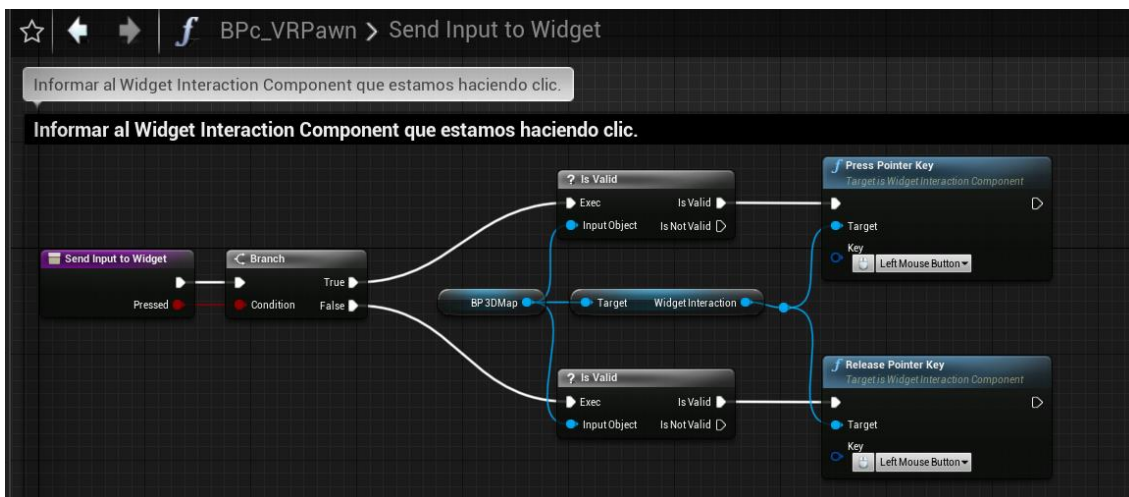 BPc_VRPawn > Send Input to Widget
Informar al Widget Interaction Component que estamos haciendo clic.
Informar al Widget Interaction Component que estamos haciendo clic.
Send Input to Widget
Pressed
Branch
True
Condition
False
? Is Valid
Exec
Is Valid
Input Object
Is Not Valid
BP 3DMap
Target
Widget Interaction
f Press Pointer Key
Target is Widget Interaction Component
Target
Key
Left Mouse Button
? Is Valid
Exec
Is Valid
Input Object
Is Not Valid
f Release Pointer Key
Target is Widget Interaction Component
Target
Key
Left Mouse Button